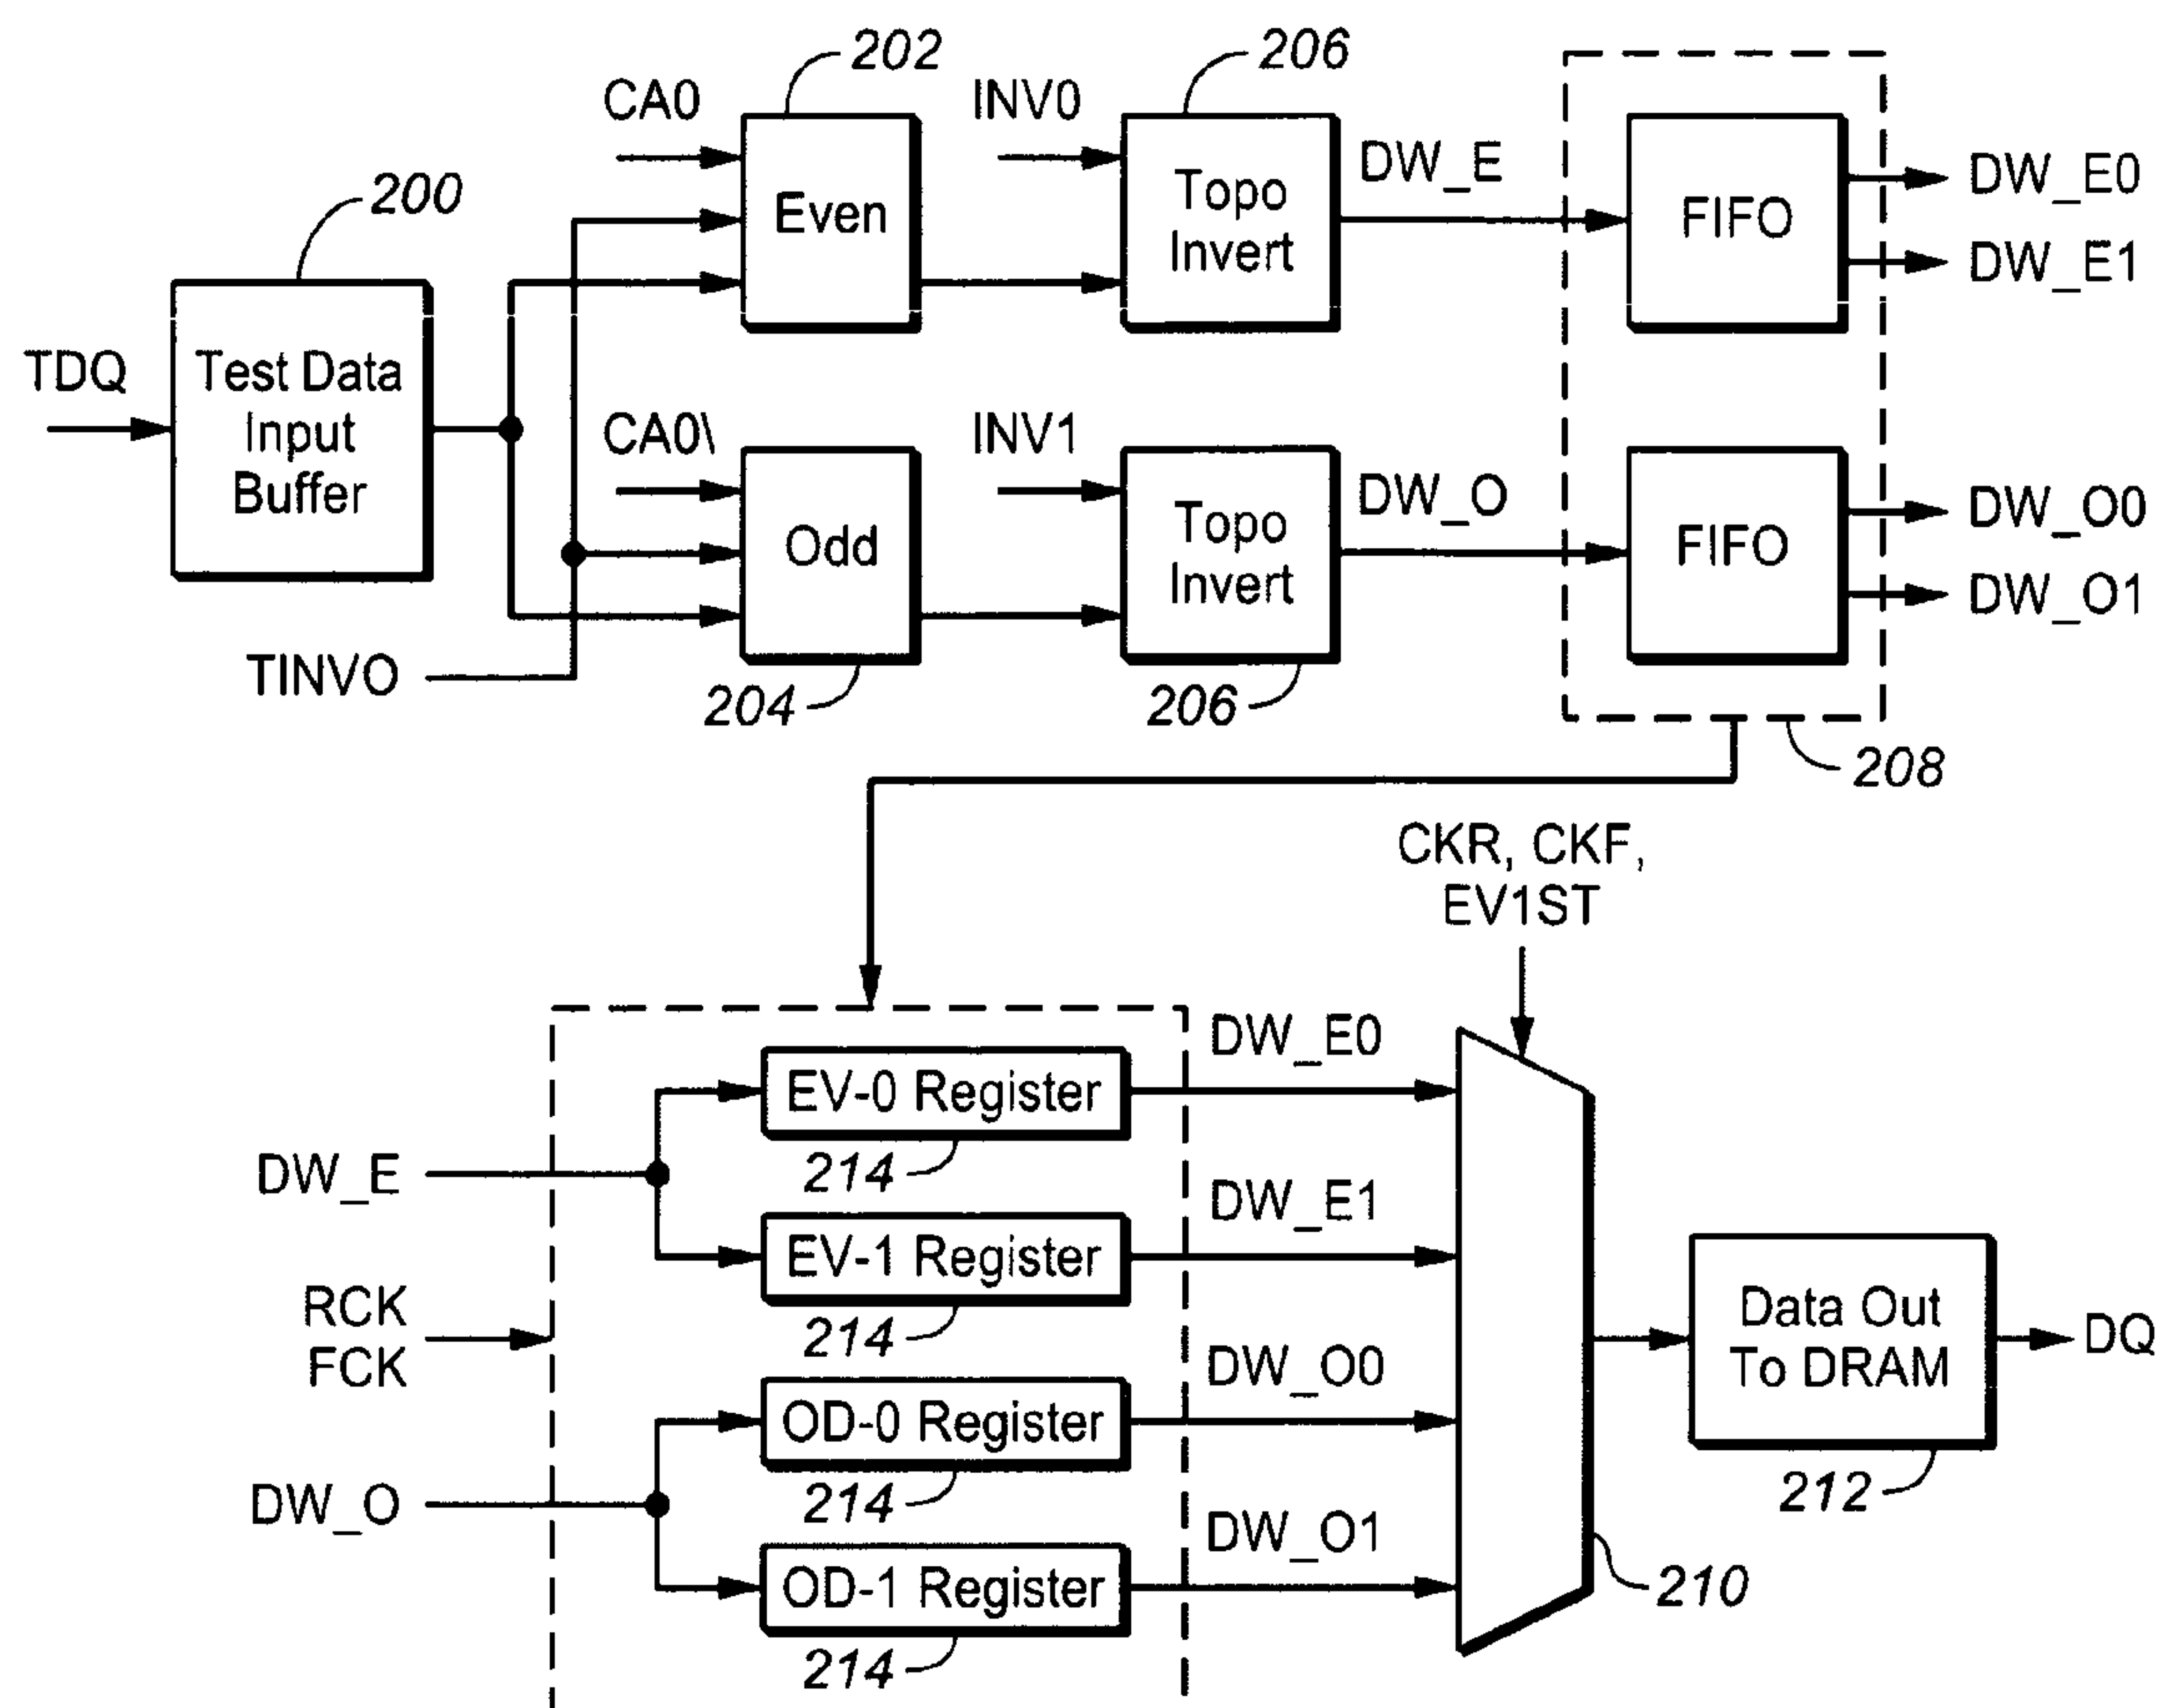 202
206
CA0
INV0
DW_E
Even
Topo
Invert
FIFO
DW_E0
DW_E1
200
TDQ
Test Data
Input
Buffer
CA0\
INV1
DW_O
Odd
Topo
Invert
FIFO
DW_O0
DW_O1
TINVO
204
206
208
CKR, CKF,
EV1ST
DW_E0
EV-0 Register
214
DW_E
DW_E1
EV-1 Register
214
RCK
FCK
DW_O0
OD-0 Register
214
DW_O
DW_O1
OD-1 Register
214
Data Out
To DRAM
DQ
212
210